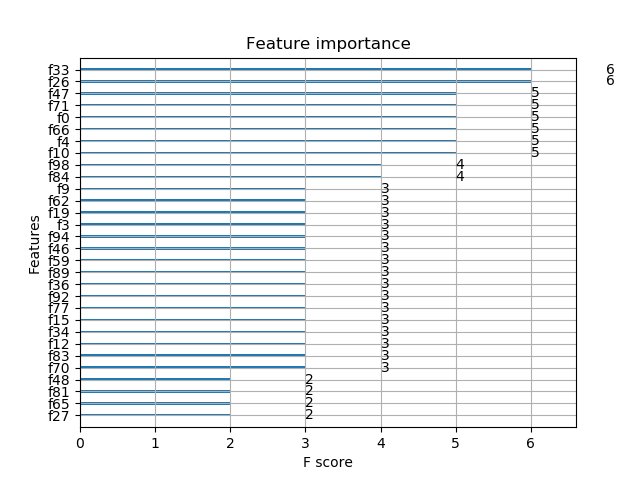 Feature importance
f33 6
f26 6
f47 5
f71 5
f0 5
f66 5
f4 5
f10 5
f98 4
f84 4
f9 3
f62 3
f19 3
f3 3
f94 3
f46 3
f59 3
f89 3
f36 3
f92 3
f77 3
f15 3
f34 3
f12 3
f83 3
f70 3
f48 2
f81 2
f65 2
f27 2
Features
0 1 2 3 4 5 6
F score